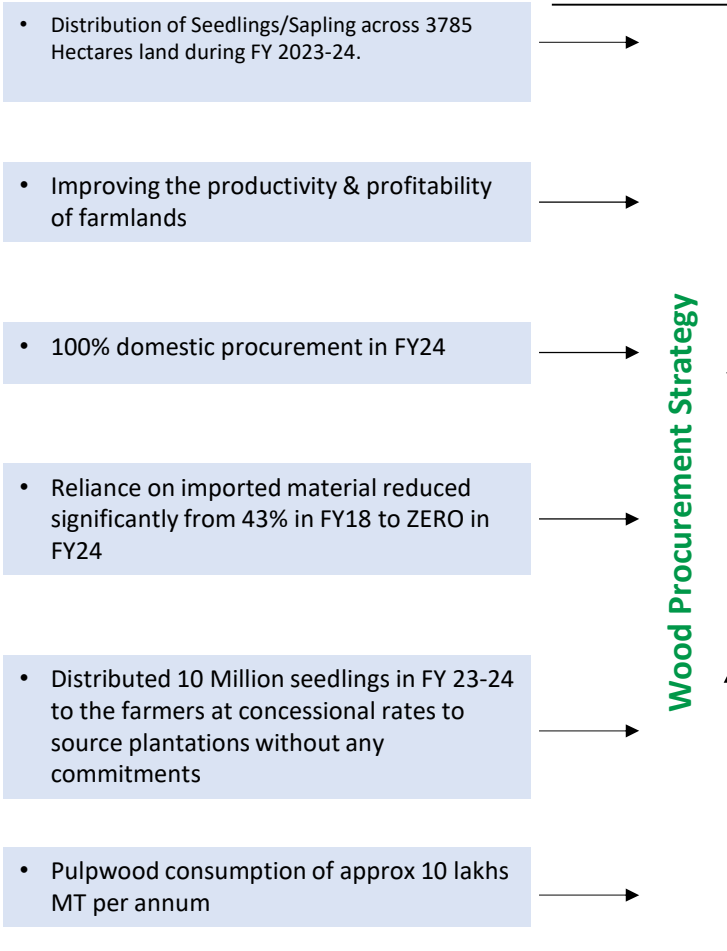 • Distribution of Seedlings/Sapling across 3785
Hectares land during FY 2023-24.
• Improving the productivity & profitability
of farmlands
• 100% domestic procurement in FY24
• Reliance on imported material reduced
significantly from 43% in FY18 to ZERO in
FY24
• Distributed 10 Million seedlings in FY 23-24
to the farmers at concessional rates to
source plantations without any
commitments
• Pulpwood consumption of approx 10 lakhs
MT per annum
Wood Procurement Strategy